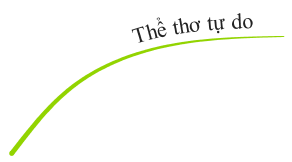 Thể thơ tự do